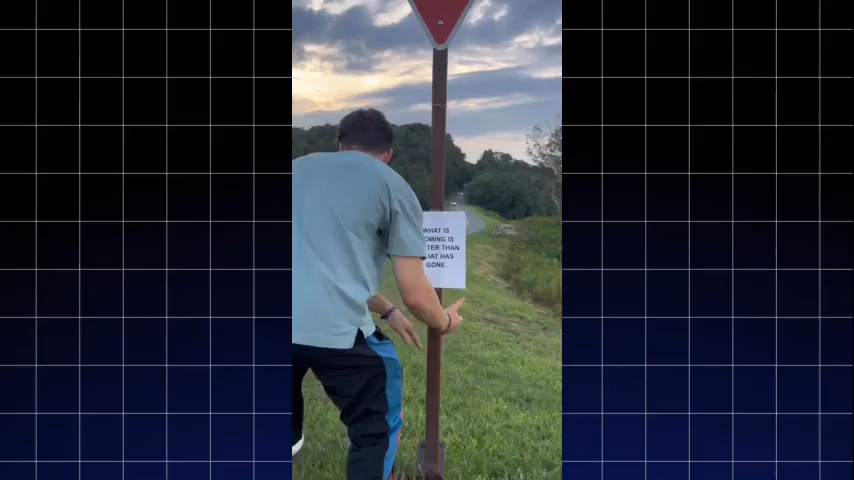 WHAT IS
OMING IS
TER THAN
HAT HAS
GONE.